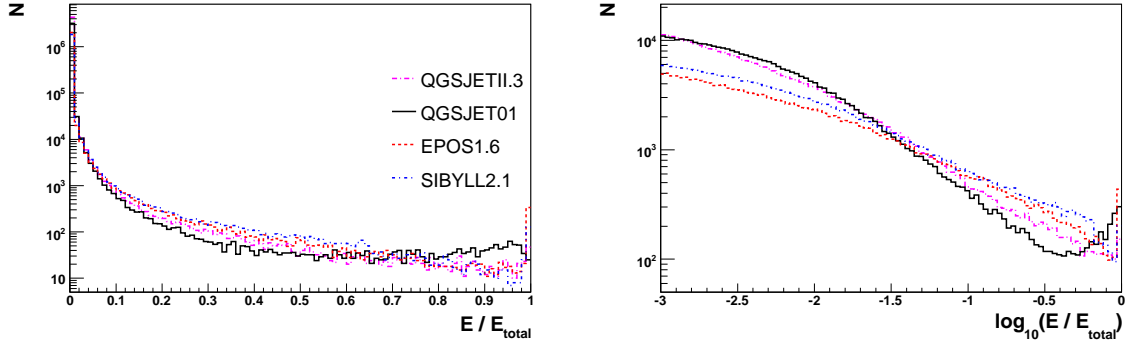 N
10^6
10^5
10^4
10^3
10^2
10
QGSJETII.3
QGSJET01
EPOS1.6
SIBYLL2.1
0 0.1 0.2 0.3 0.4 0.5 0.6 0.7 0.8 0.9 1
E / E_total
N
10^4
10^3
10^2
-3 -2.5 -2 -1.5 -1 -0.5 0
log_10(E / E_total)